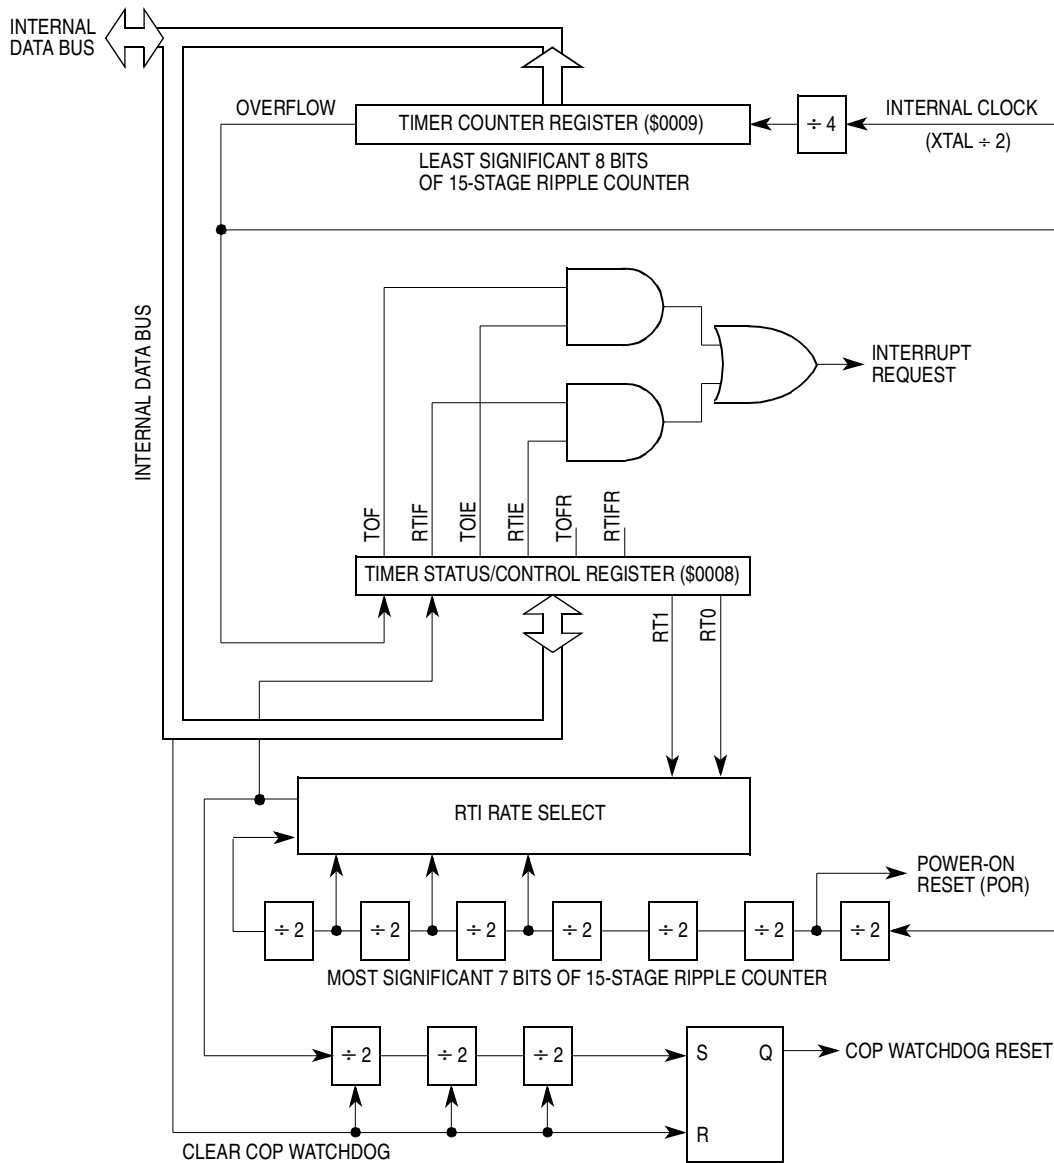 INTERNAL
DATA BUS
OVERFLOW
TIMER COUNTER REGISTER ($0009)
÷ 4
INTERNAL CLOCK
(XTAL ÷ 2)
LEAST SIGNIFICANT 8 BITS
OF 15-STAGE RIPPLE COUNTER
INTERNAL DATA BUS
INTERRUPT
REQUEST
TOF
RTIF
TOIE
RTIE
TOFR
RTIFR
TIMER STATUS/CONTROL REGISTER ($0008)
RT1
RT0
RTI RATE SELECT
POWER-ON
RESET (POR)
÷ 2
÷ 2
÷ 2
÷ 2
÷ 2
÷ 2
÷ 2
MOST SIGNIFICANT 7 BITS OF 15-STAGE RIPPLE COUNTER
÷ 2
÷ 2
÷ 2
S
Q
COP WATCHDOG RESET
R
CLEAR COP WATCHDOG